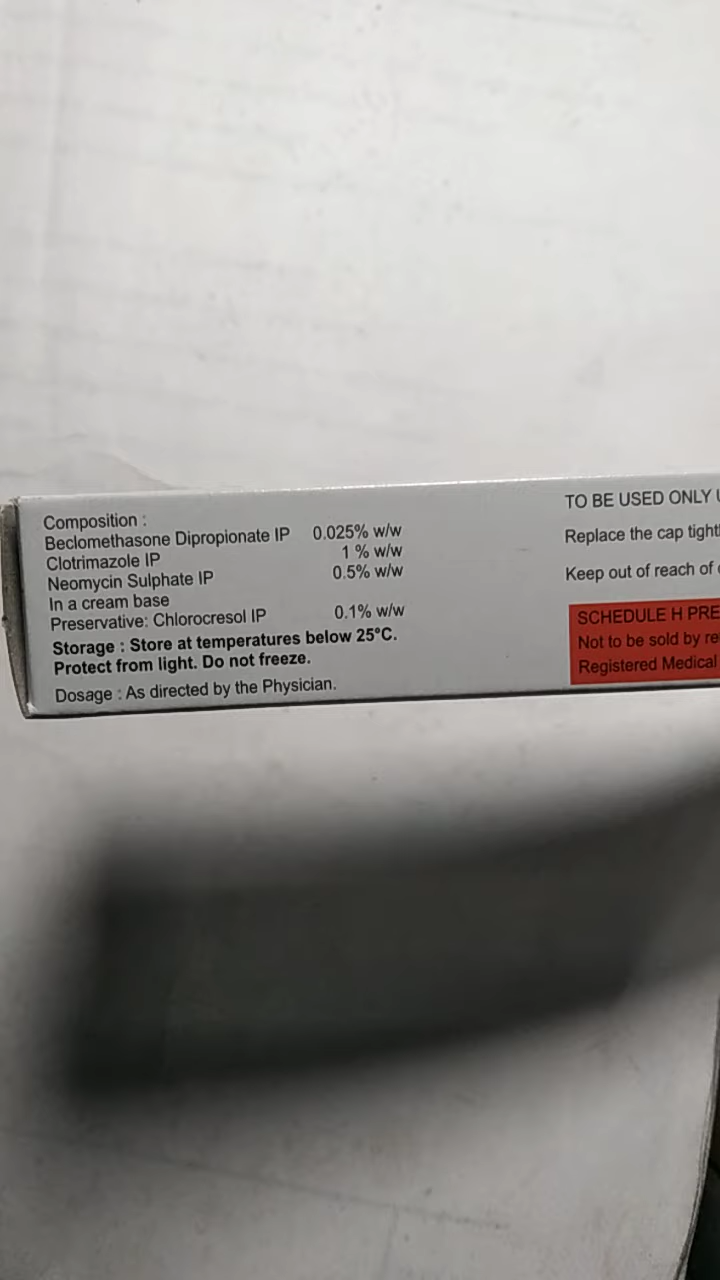 Composition :
Beclomethasone Dipropionate IP 0.025% w/w
Clotrimazole IP 1 % w/w
Neomycin Sulphate IP 0.5% w/w
In a cream base
Preservative: Chlorocresol IP 0.1% w/w
Storage : Store at temperatures below 25°C.
Protect from light. Do not freeze.
Dosage : As directed by the Physician.
TO BE USED ONLY
Replace the cap
Keep out of reach of
SCHEDULE H
Not to be sold by
Registered Medical